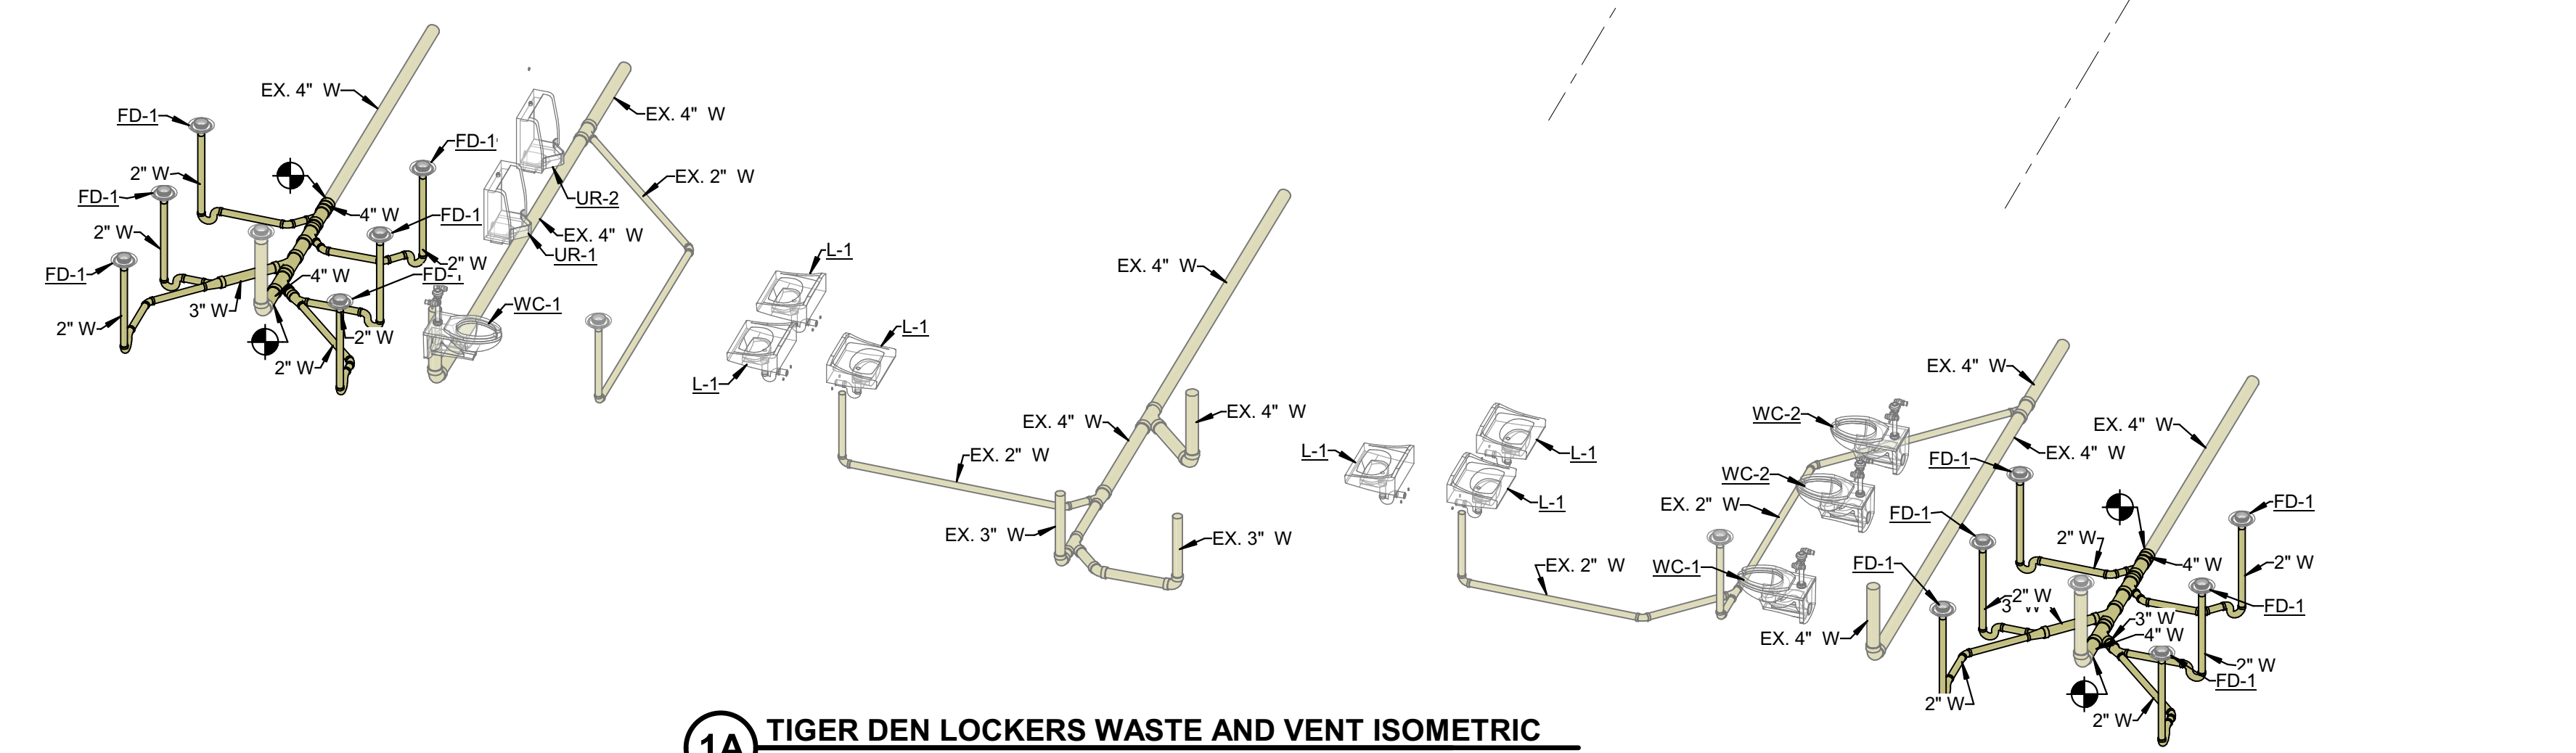 EX. 4" W
FD-1
2" W
FD-1
2" W
FD-1
2" W
3" W
4" W
4" W
FD-1
FD-1
2" W
FD-1
2" W
2" W
EX. 4" W
EX. 2" W
UR-2
EX. 4" W
UR-1
WC-1
L-1
L-1
L-1
EX. 4" W
EX. 4" W
EX. 4" W
EX. 2" W
EX. 3" W
EX. 3" W
L-1
L-1
L-1
EX. 2" W
EX. 4" W
WC-2
EX. 4" W
EX. 4" W
WC-2
FD-1
EX. 2" W
FD-1
FD-1
WC-1
FD-1
2" W
4" W
2" W
2" W
FD-1
3" W
4" W
EX. 4" W
2" W
FD-1
2" W
2" W
1A
TIGER DEN LOCKERS WASTE AND VENT ISOMETRIC